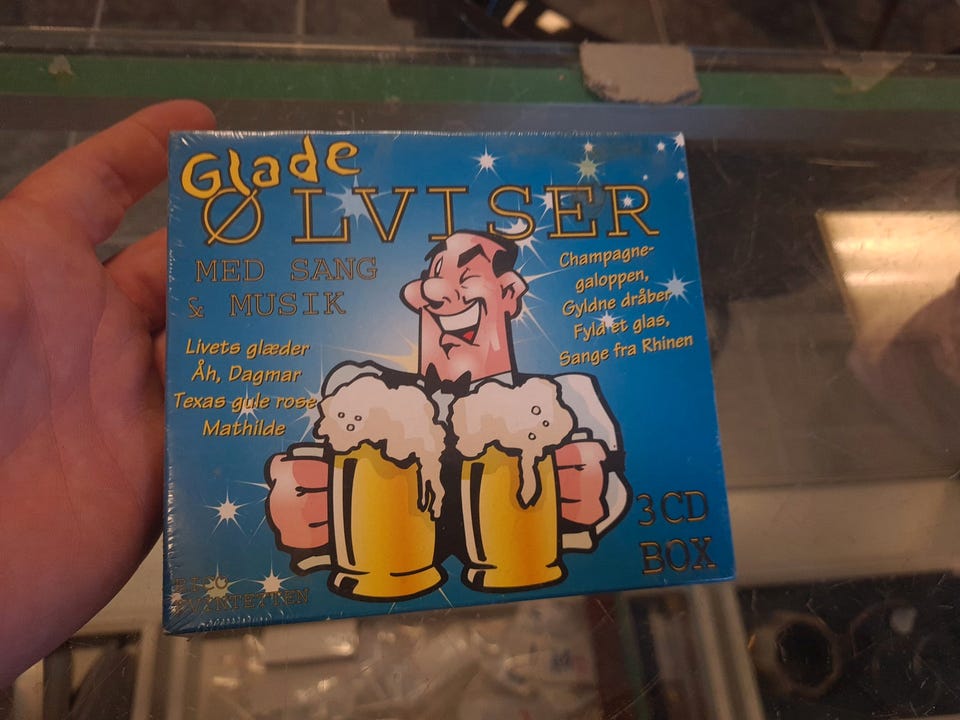 Glade
ØLVISER
MED SANG
& MUSIK
Livets glæder
Åh, Dagmar
Texas gule rose
Mathilde
Champagne-
galoppen,
Gyldne dråber
Fyld et glas,
Sange fra Rhinen
3 CD
BOX
KVINTETTEN